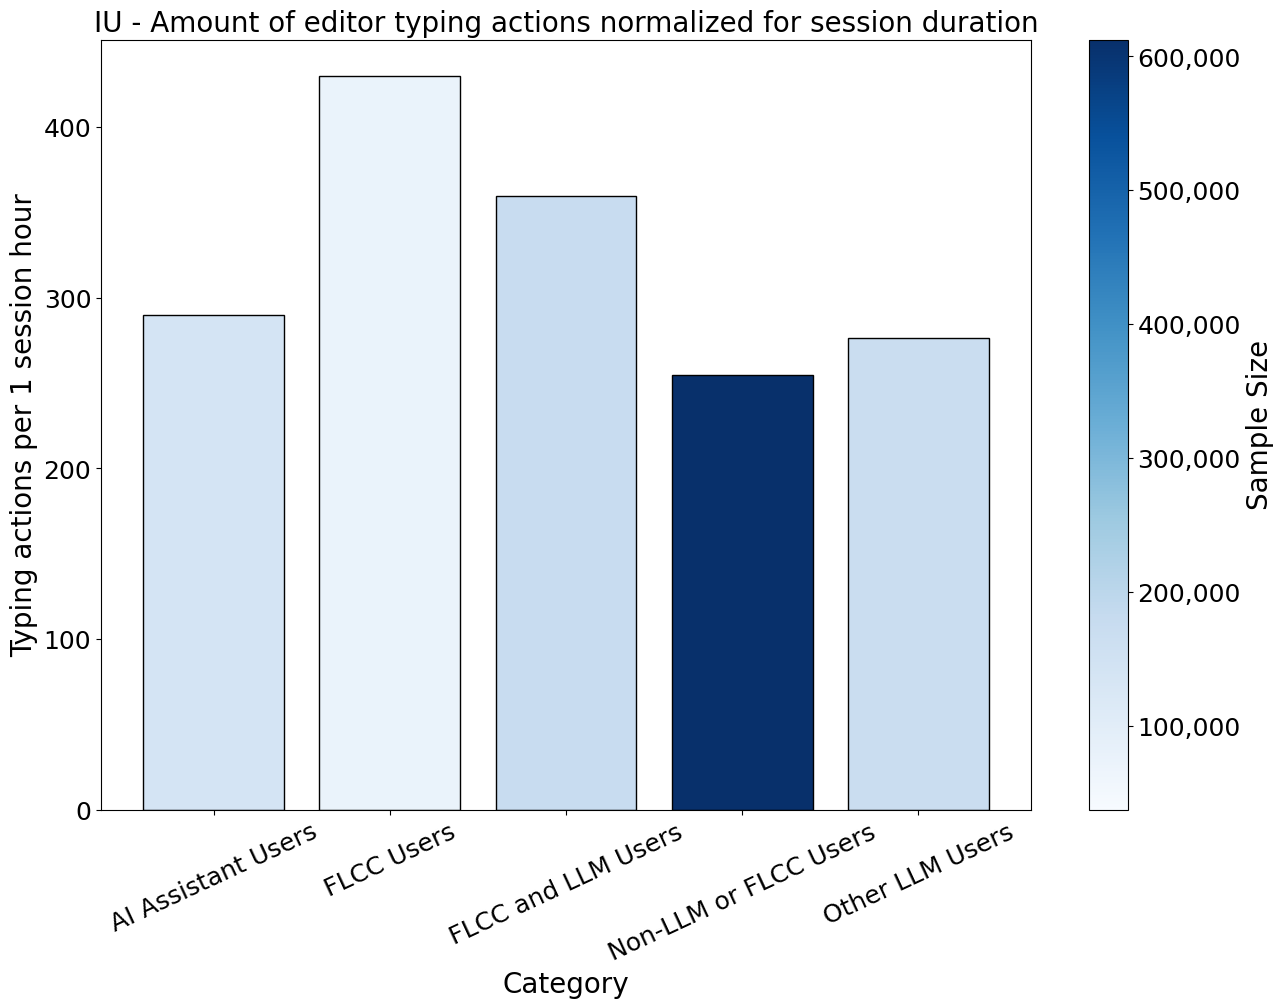 IU - Amount of editor typing actions normalized for session duration
Typing actions per 1 session hour
400
300
200
100
0
AI Assistant Users
FLCC Users
FLCC and LLM Users
Non-LLM or FLCC Users
Other LLM Users
Category
600,000
500,000
400,000
300,000
200,000
100,000
Sample Size